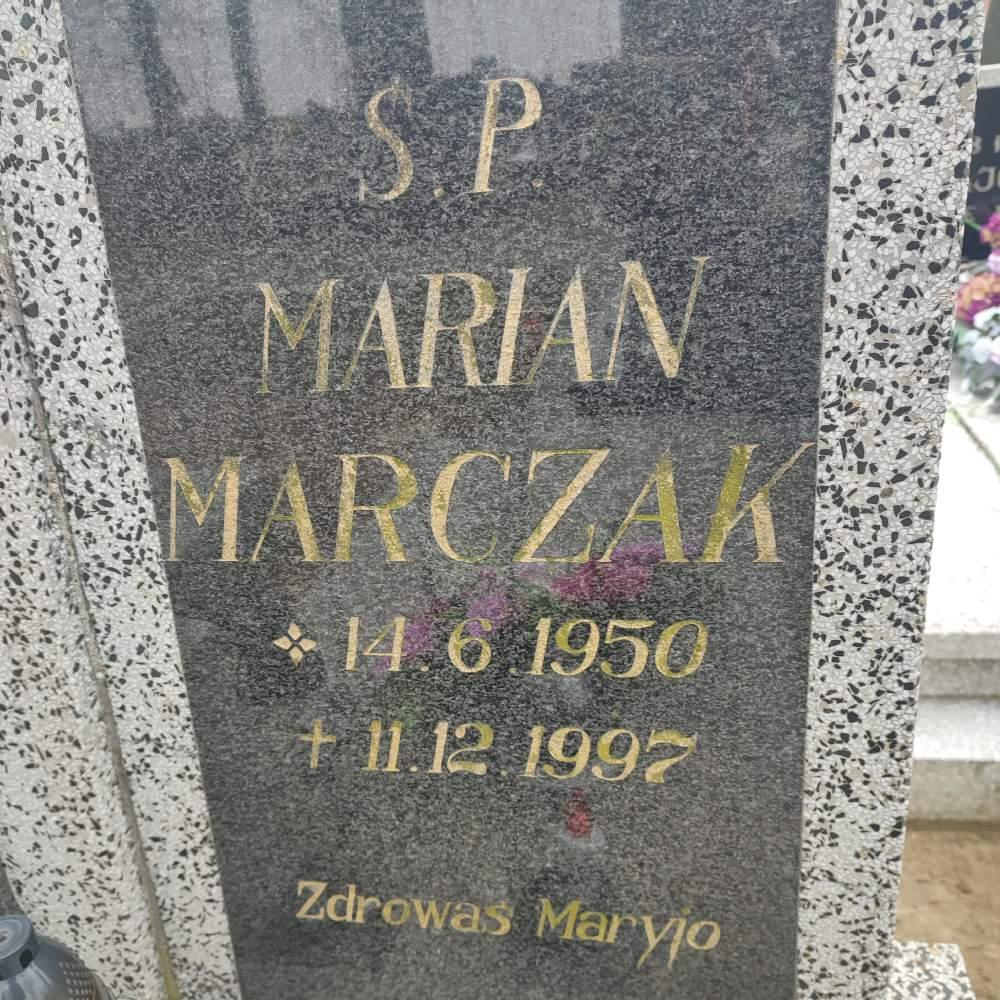 Ś.P.
MARIAN
MARCZAK
14.6.1950
11.12.1997
Zdrowaś Maryjo